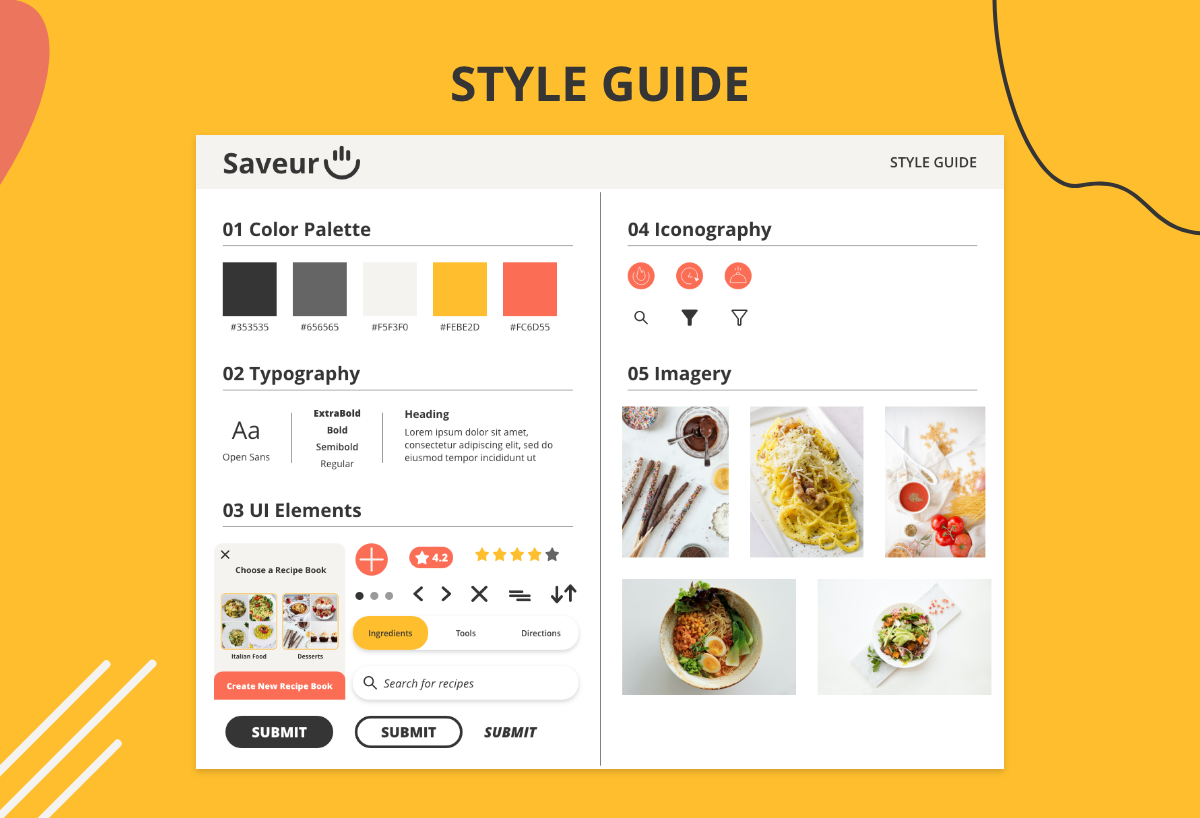 STYLE GUIDE
Saveur
STYLE GUIDE
01 Color Palette
#353535
#656565
#F5F3F0
#FEBE2D
#FC6D55
02 Typography
Aa
Open Sans
ExtraBold
Bold
Semibold
Regular
Heading
Lorem ipsum dolor sit amet,
consectetur adipiscing elit, sed do
eiusmod tempor incididunt ut
03 UI Elements
Choose a Recipe Book
Italian Food
Desserts
Create New Recipe Book
4.2
Ingredients
Tools
Directions
Search for recipes
SUBMIT
SUBMIT
SUBMIT
04 Iconography
05 Imagery